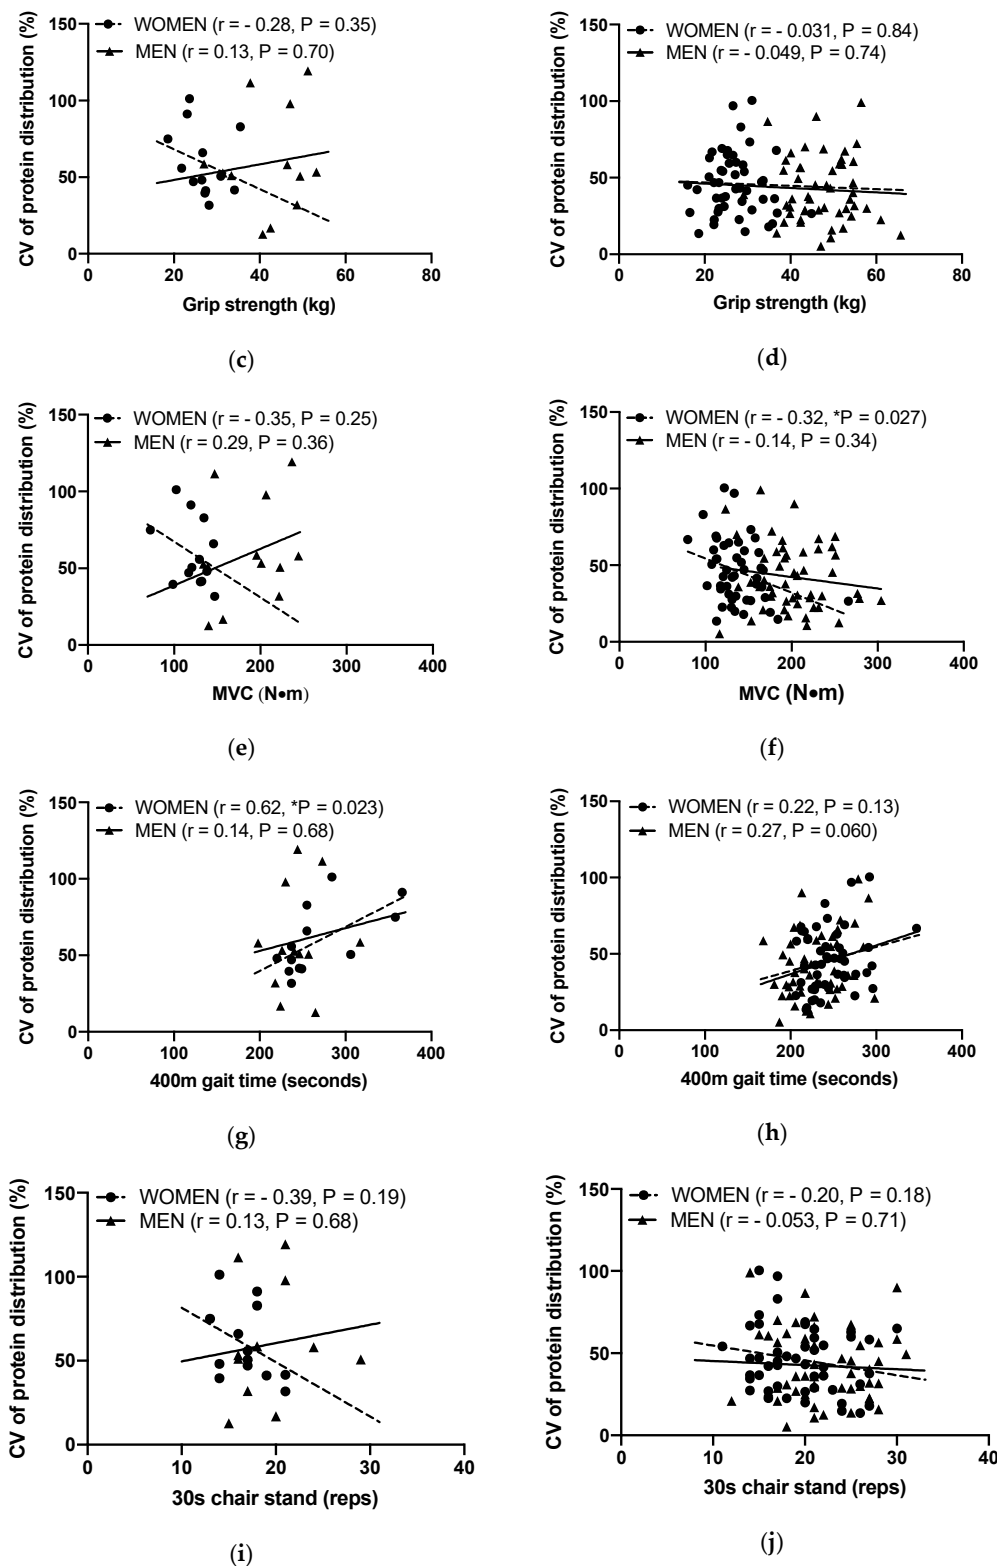 WOMEN (r = - 0.28, P = 0.35)
MEN (r = 0.13, P = 0.70)
CV of protein distribution (%)
150
100
50
0
0 20 40 60 80
Grip strength (kg)
(c)
WOMEN (r = - 0.031, P = 0.84)
MEN (r = - 0.049, P = 0.74)
CV of protein distribution (%)
150
100
50
0
0 20 40 60 80
Grip strength (kg)
(d)
WOMEN (r = - 0.35, P = 0.25)
MEN (r = 0.29, P = 0.36)
CV of protein distribution (%)
150
100
50
0
0 100 200 300 400
MVC (N•m)
(e)
WOMEN (r = - 0.32, *P = 0.027)
MEN (r = - 0.14, P = 0.34)
CV of protein distribution (%)
150
100
50
0
0 100 200 300 400
MVC (N•m)
(f)
WOMEN (r = 0.62, *P = 0.023)
MEN (r = 0.14, P = 0.68)
CV of protein distribution (%)
150
100
50
0
0 100 200 300 400
400m gait time (seconds)
(g)
WOMEN (r = 0.22, P = 0.13)
MEN (r = 0.27, P = 0.060)
CV of protein distribution (%)
150
100
50
0
0 100 200 300 400
400m gait time (seconds)
(h)
WOMEN (r = - 0.39, P = 0.19)
MEN (r = 0.13, P = 0.68)
CV of protein distribution (%)
150
100
50
0
0 10 20 30 40
30s chair stand (reps)
(i)
WOMEN (r = - 0.20, P = 0.18)
MEN (r = - 0.053, P = 0.71)
CV of protein distribution (%)
150
100
50
0
0 10 20 30 40
30s chair stand (reps)
(j)